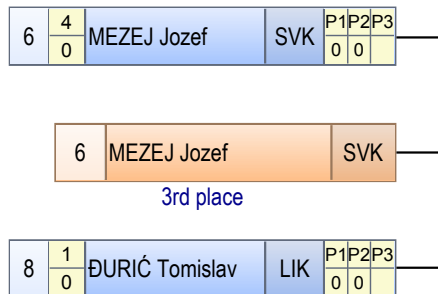 6 4 0 MEZEJ Jozef SVK P1 P2 P3 0 0
6 MEZEJ Jozef SVK
3rd place
8 1 0 ĐURIĆ Tomislav LIK P1 P2 P3 0 0